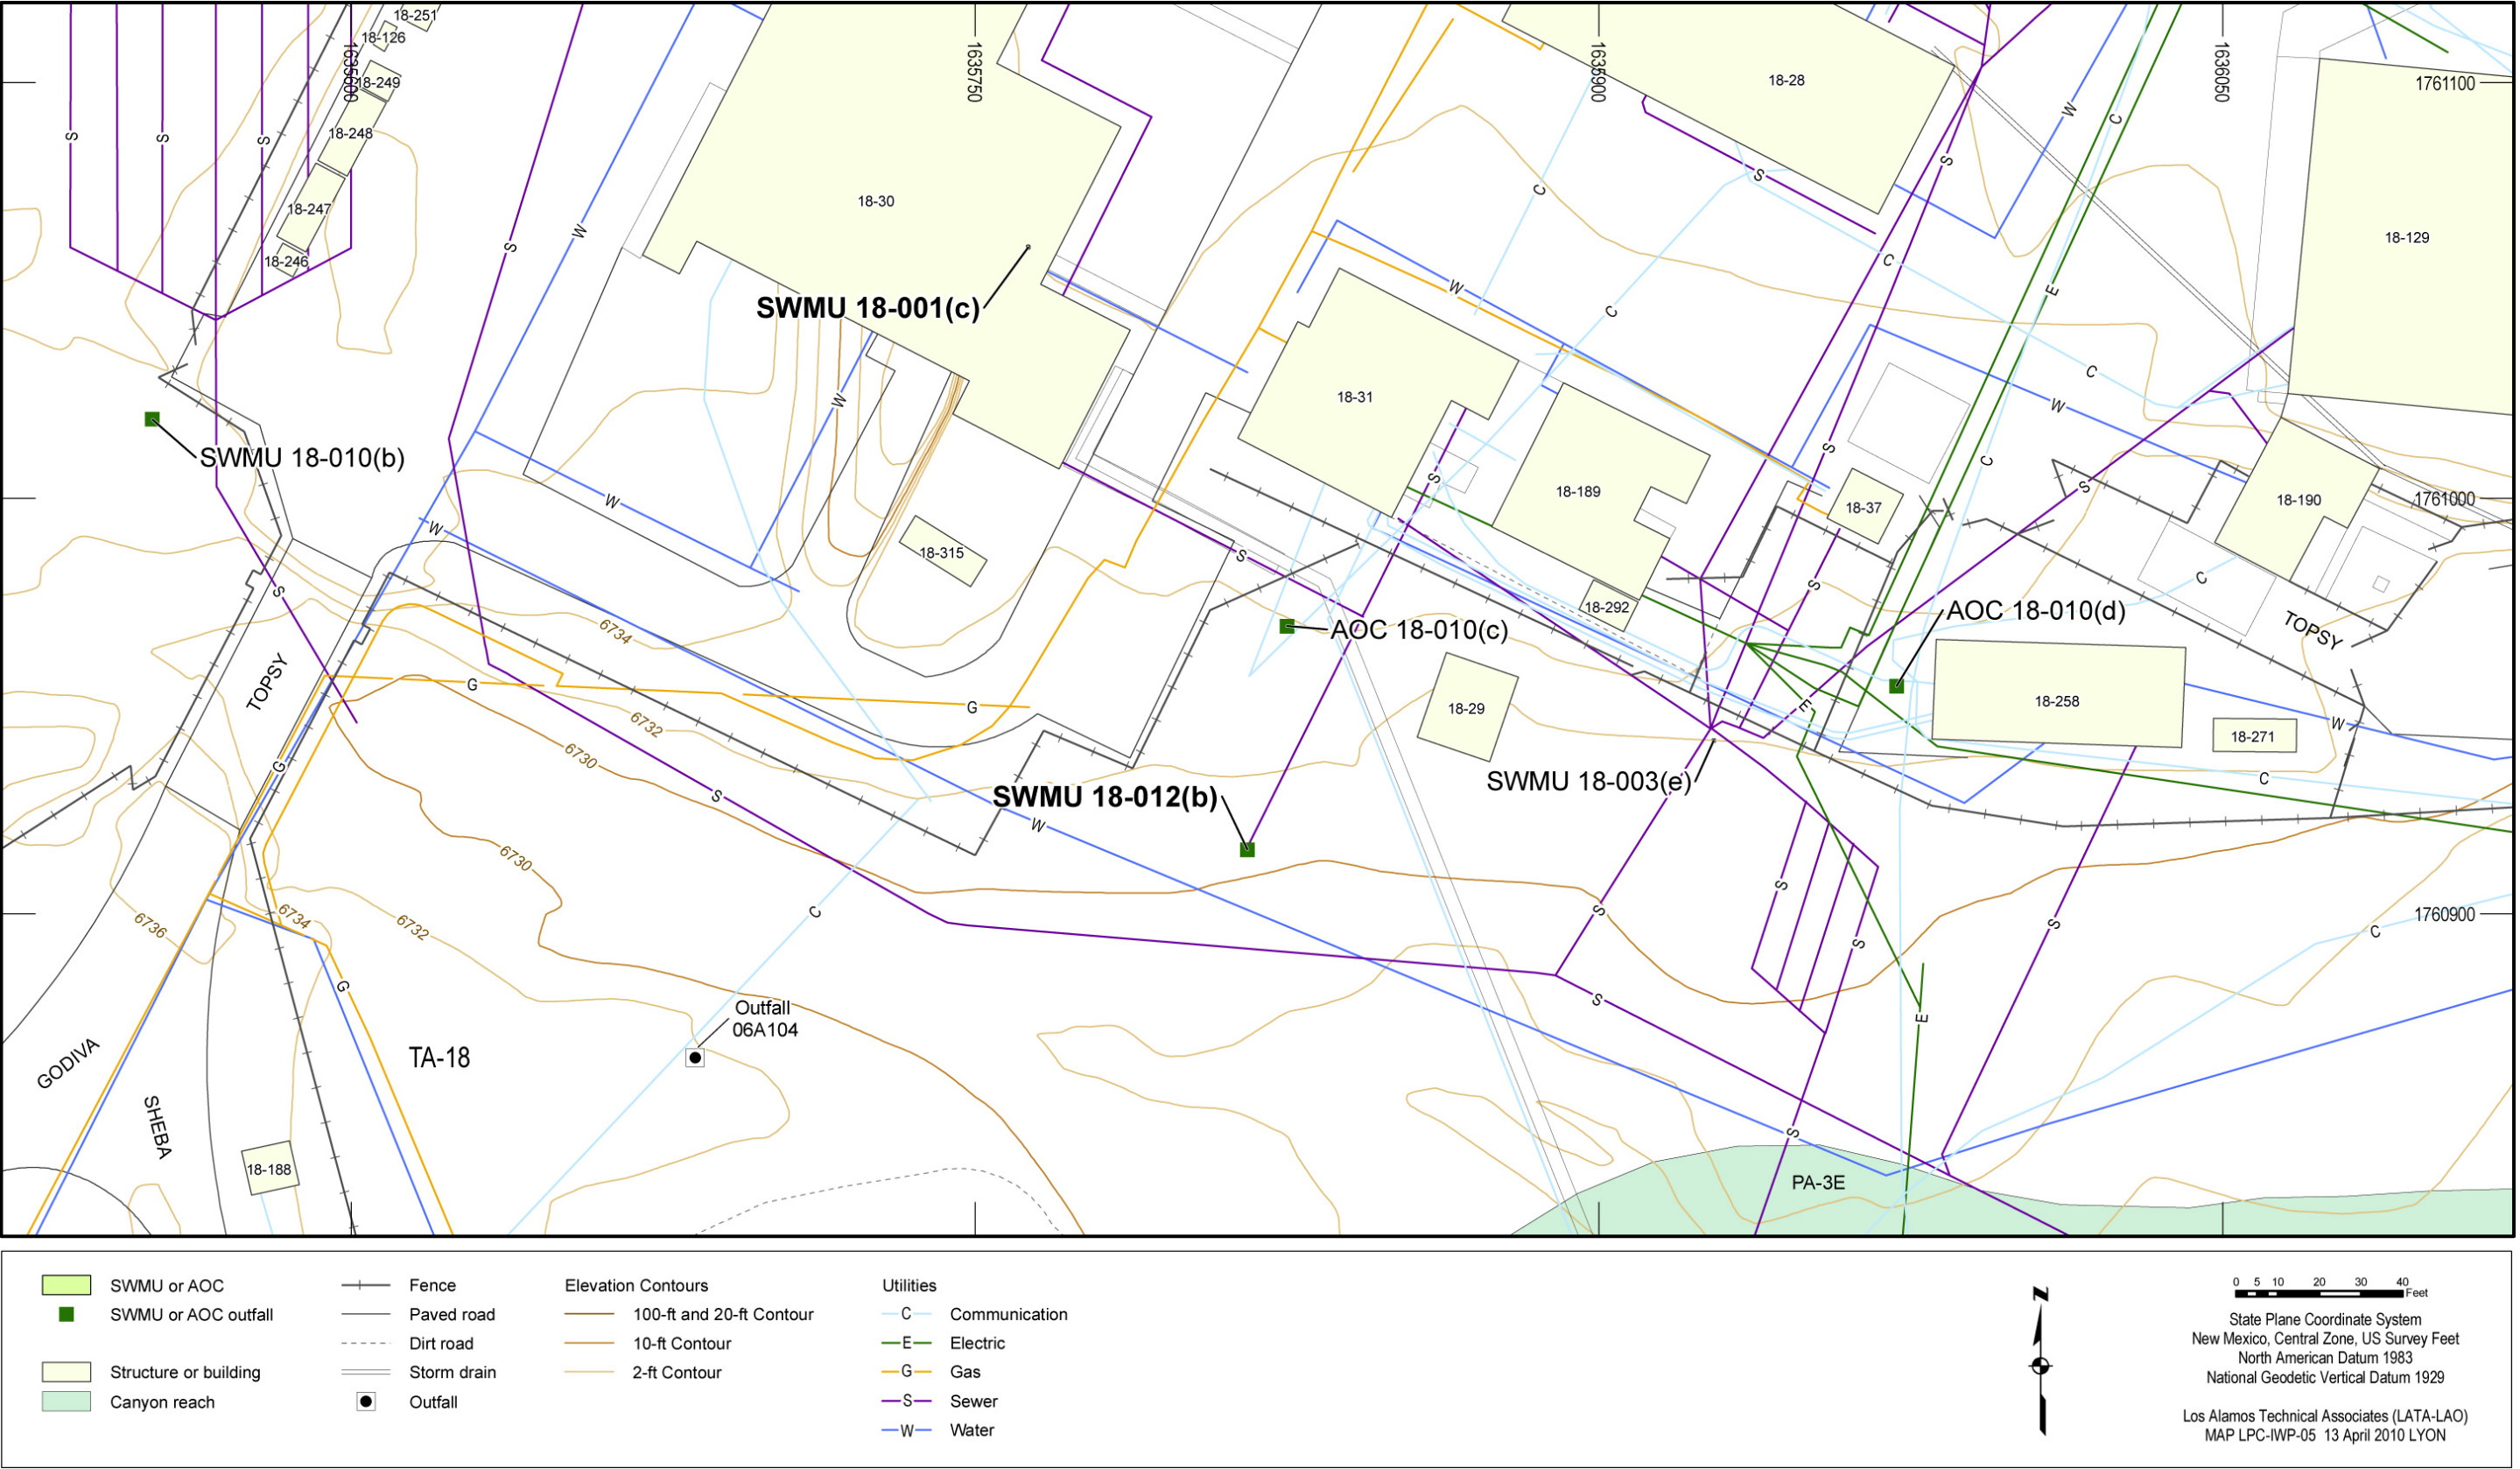 18-251
18-126
1635600
1635750
1635900
1636050
18-249
18-28
1761100
S
S
S
18-248
W
C
S
S
C
18-247
18-30
W
S
18-129
18-246
C
SWMU 18-001(c)
W
C
E
18-31
C
W
W
SWMU 18-010(b)
S
S
C
S
S
W
18-189
18-37
18-190
1761000
W
18-315
S
S
C
S
18-292
6734
AOC 18-010(c)
AOC 18-010(d)
TOPSY
TOPSY
G
G
6732
18-29
E
18-258
W
18-271
6730
G
S
SWMU 18-003(e)
C
SWMU 18-012(b)
W
6730
S
6736
6734
6732
C
S
S
S
1760900
C
G
S
Outfall
06A104
E
GODIVA
TA-18
SHEBA
S
18-188
PA-3E
SWMU or AOC
SWMU or AOC outfall
Structure or building
Canyon reach
Fence
Paved road
Dirt road
Storm drain
Outfall
Elevation Contours
100-ft and 20-ft Contour
10-ft Contour
2-ft Contour
Utilities
C Communication
E Electric
G Gas
S Sewer
W Water
N
0 5 10 20 30 40
Feet
State Plane Coordinate System
New Mexico, Central Zone, US Survey Feet
North American Datum 1983
National Geodetic Vertical Datum 1929
Los Alamos Technical Associates (LATA-LAO)
MAP LPC-IWP-05 13 April 2010 LYON